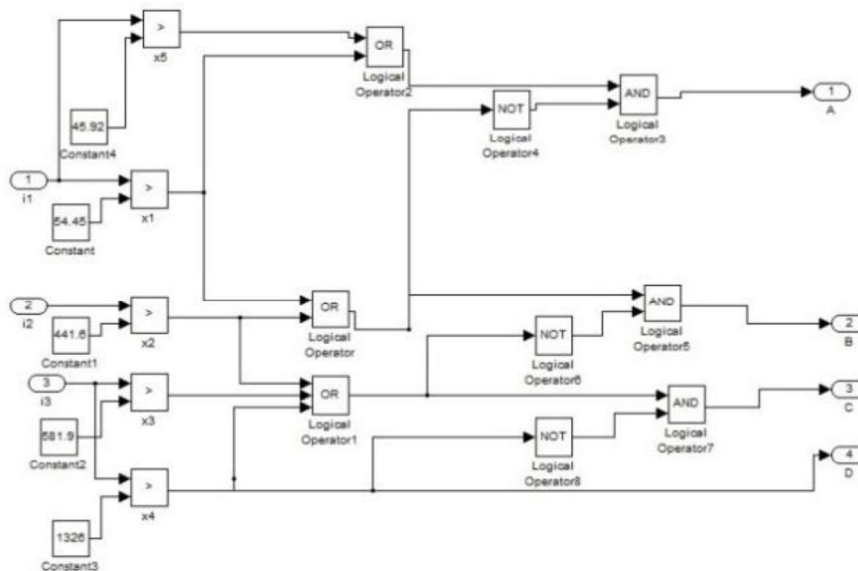 >
x5
OR
Logical
Operator2
45.92
Constant4
NOT
Logical
Operator4
AND
Logical
Operator3
1
A
1
i1
>
x1
54.45
Constant
2
i2
441.6
Constant1
>
x2
OR
Logical
Operator
AND
Logical
Operator5
NOT
Logical
Operator6
2
B
3
i3
>
x3
581.9
Constant2
OR
Logical
Operator1
AND
Logical
Operator7
3
C
NOT
Logical
Operator8
4
D
>
x4
1326
Constant3